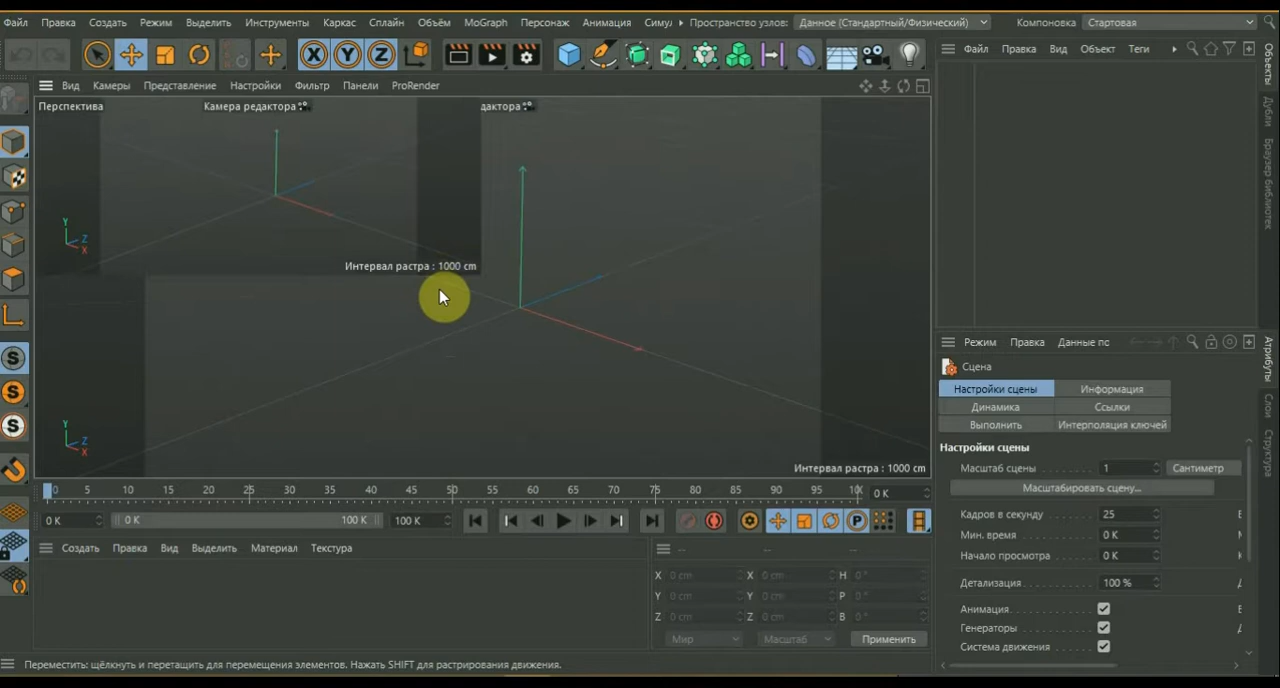 Файл Правка Создать Режим Выделить Инструменты Каркас Сплайн Объём MoGraph Персонаж Анимация Симу Пространство узлов: Данное (Стандартный/Физический) Компоновка Стартовая
X Y Z
Файл Правка Вид Объект Теги
Объекты
Дубли
Браузер библиотек
Вид Камеры Представление Настройки Фильтр Панели ProRender
Перспектива Камера редактора дактора
Y
Z
X
Интервал растра : 1000 cm
Y
Z
X
Интервал растра : 1000 cm
S
S
S
Режим Правка Данные по
Атрибуты
Слои
Структура
Сцена
Настройки сцены Информация
Динамика Ссылки
Выполнить Интерполяция ключей
Настройки сцены
Масштаб сцены 1 Сантиметр
Масштабировать сцену...
Кадров в секунду 25
Мин. время 0 K
Начало просмотра 0 K
Детализация 100 %
Анимация
Генераторы
Система движения
0 5 10 15 20 25 30 35 40 45 50 55 60 65 70 75 80 85 90 95 10 0 K
0 K 0 K 100 K 100 K P
Создать Правка Вид Выделить Материал Текстура
-- -- --
X 0 cm X 0 cm H 0°
Y 0 cm Y 0 cm P 0°
Z 0 cm Z 0 cm B 0°
Мир Масштаб Применить
Переместить: щёлкнуть и перетащить для перемещения элементов. Нажать SHIFT для растрирования движения.